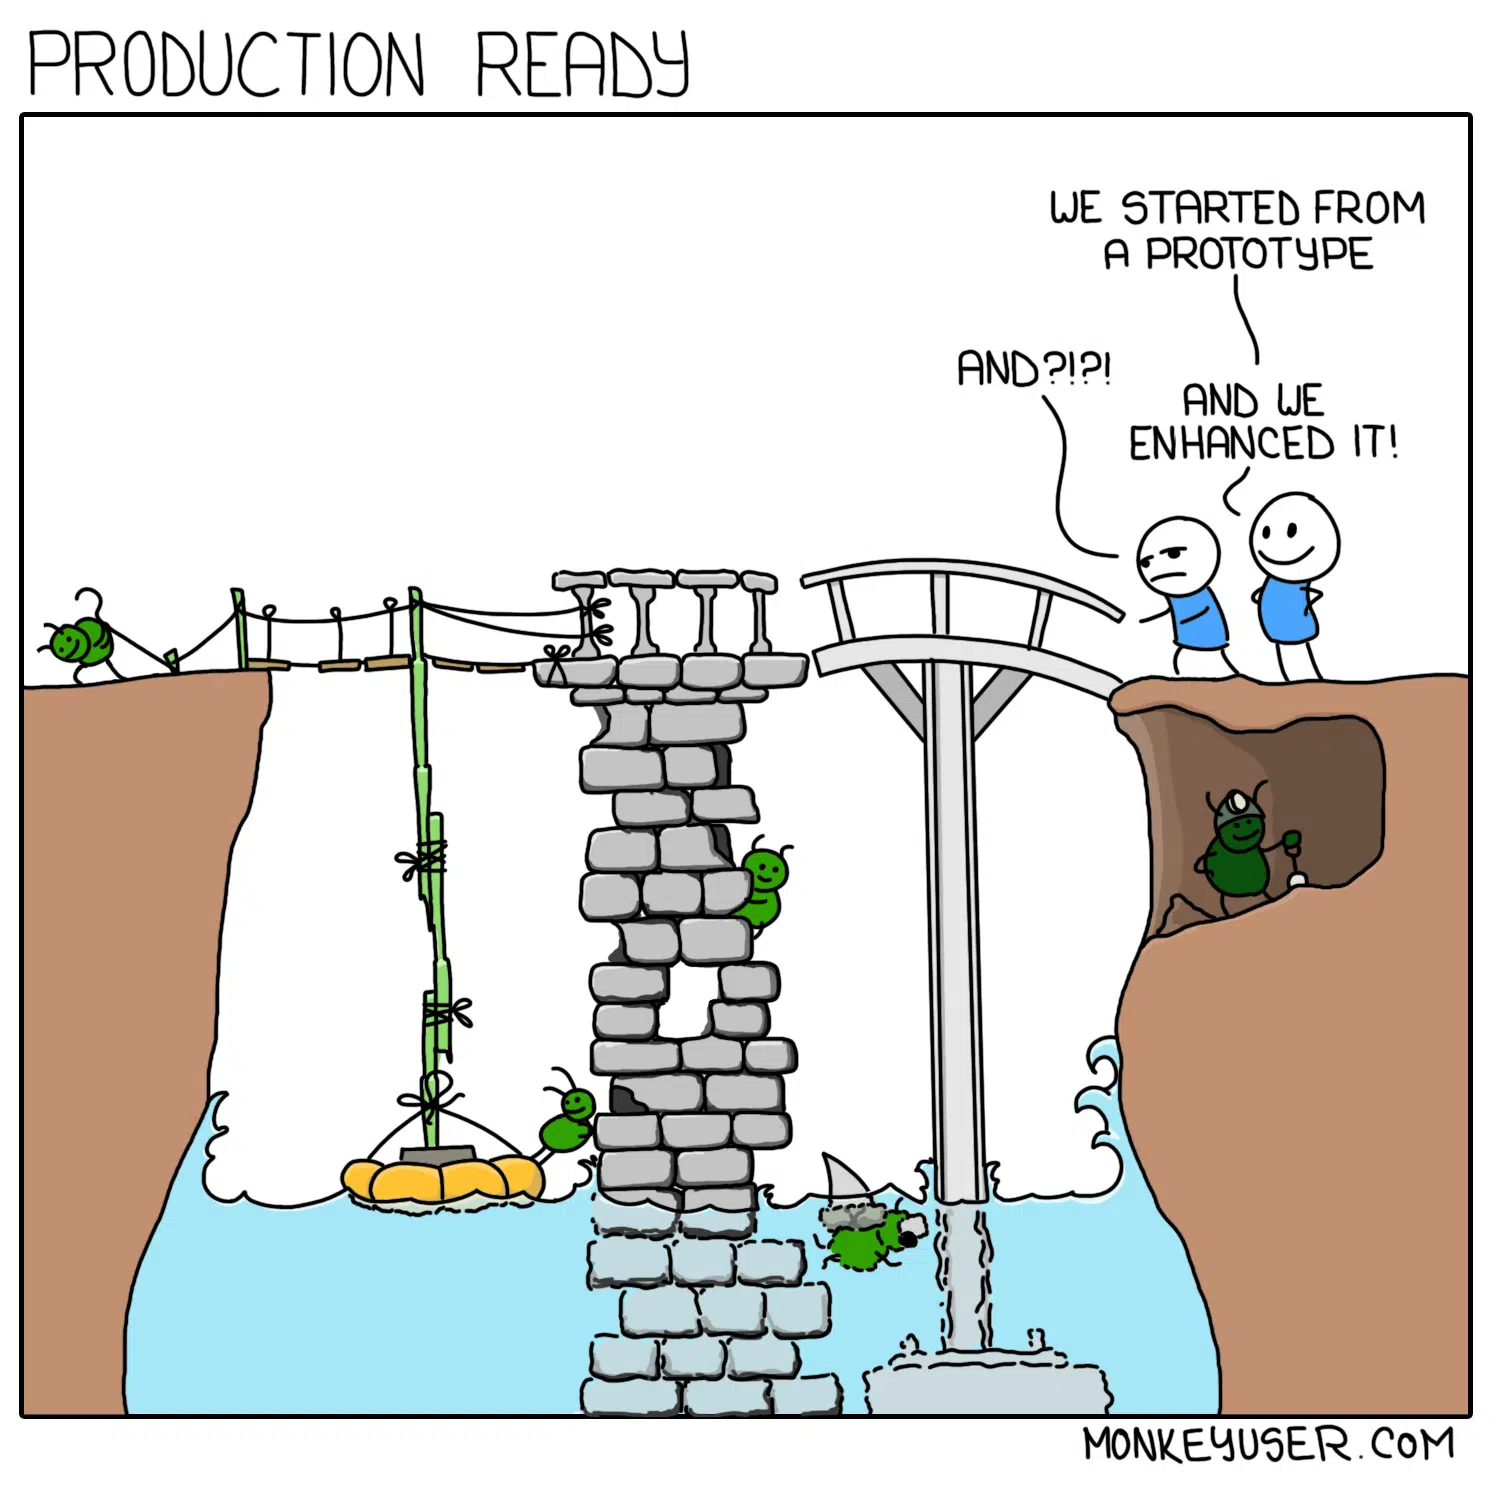 PRODUCTION READY
WE STARTED FROM
A PROTOTYPE
AND?!?!
AND WE
ENHANCED IT!
MONKEYUSER.COM